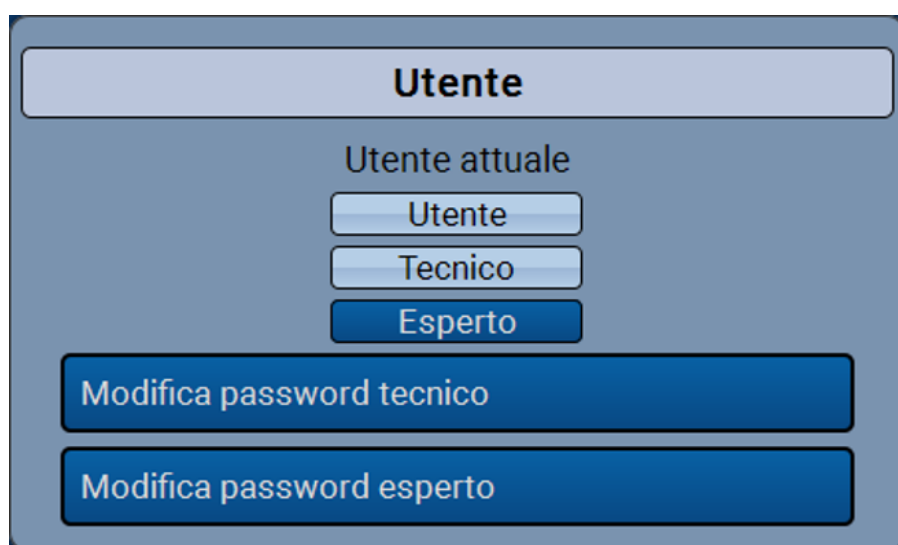 Utente
Utente attuale
Utente
Tecnico
Esperto
Modifica password tecnico
Modifica password esperto